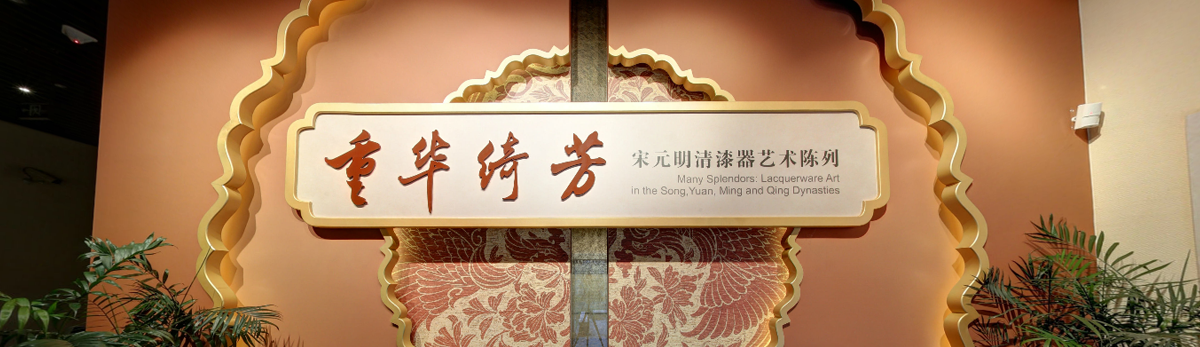 重华绮芳
宋元明清漆器艺术陈列
Many Splendors: Lacquerware Art
in the Song,Yuan, Ming and Qing Dynasties